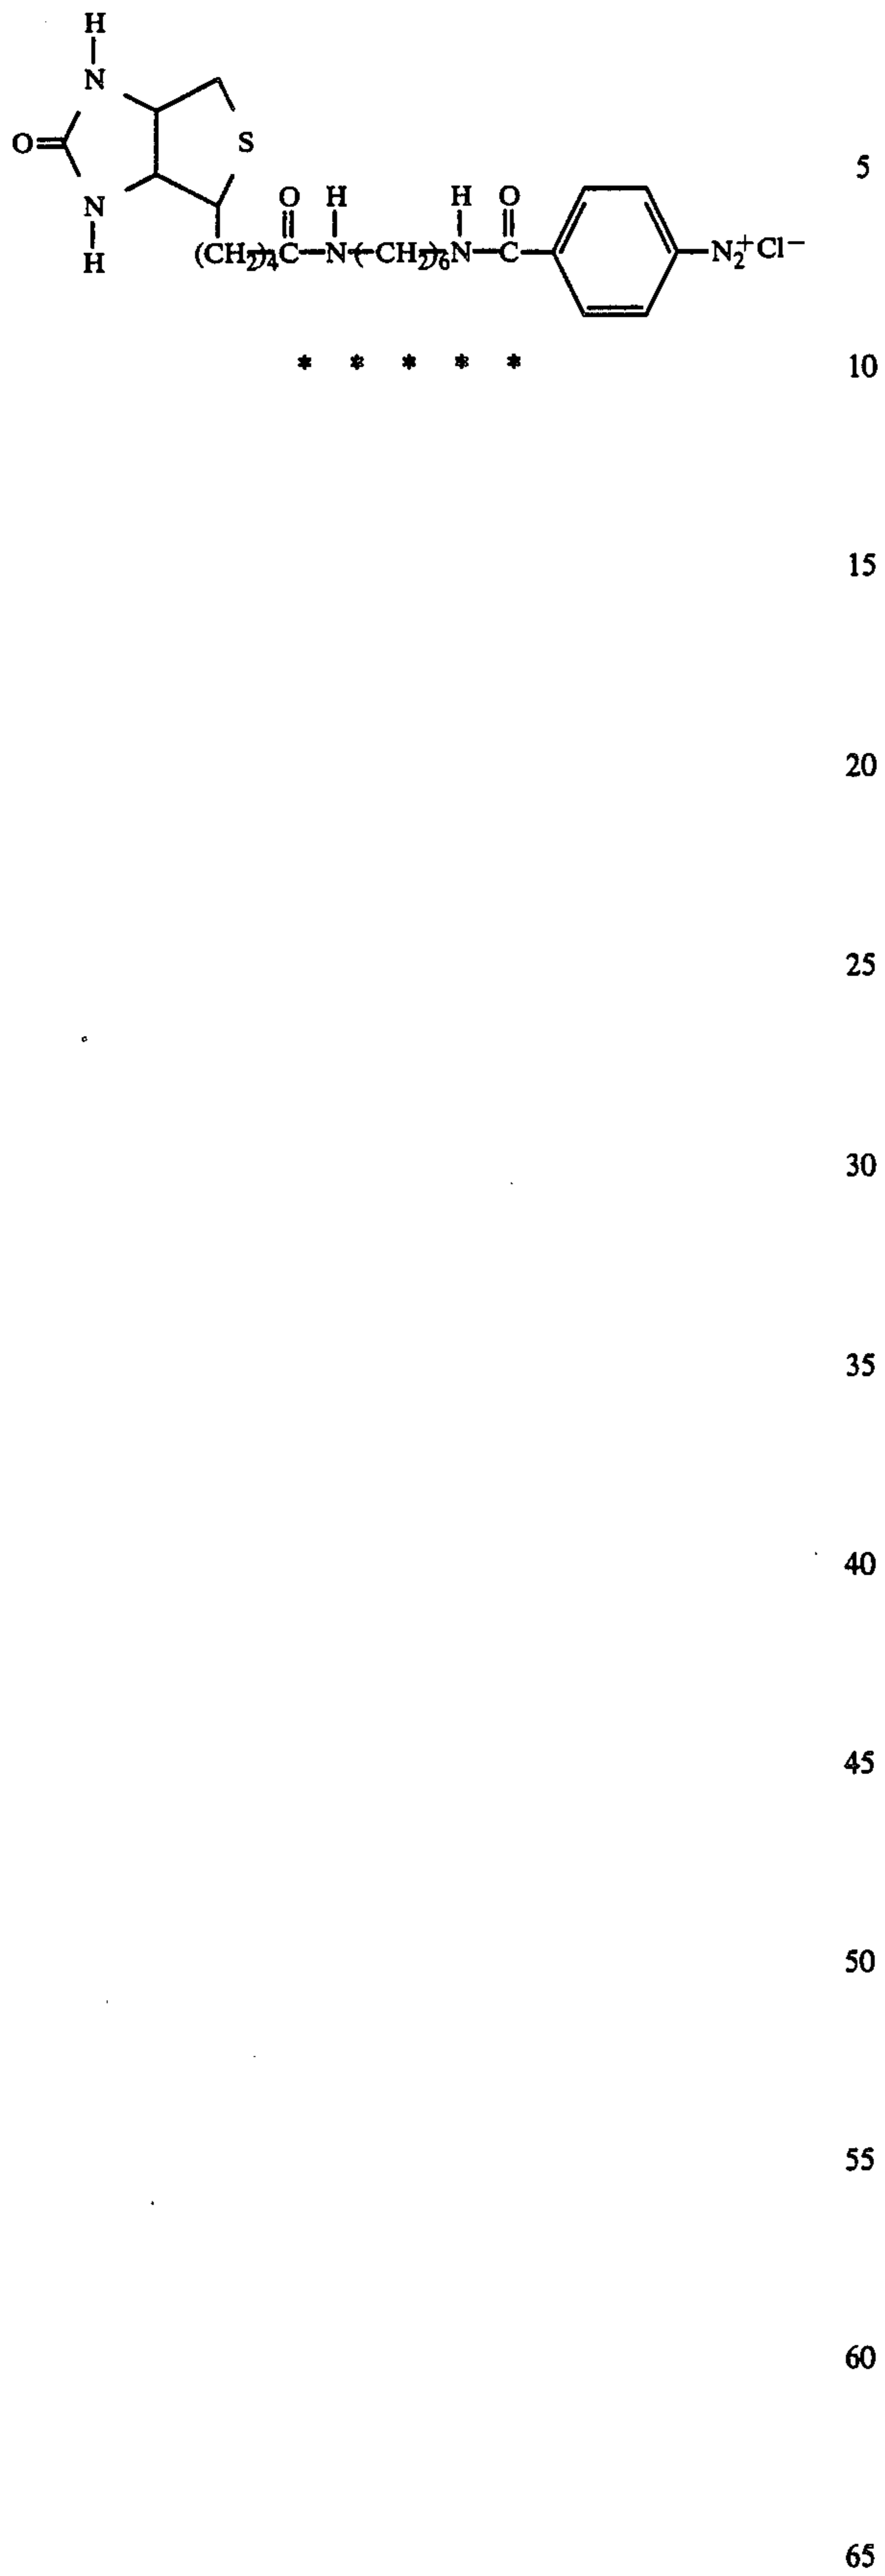 H
N
O= S
5
N O H H O
H (CH₂)₄C—N—(CH₂)₆N—C— —N₂⁺Cl⁻
* * * * *
10
15
20
25
30
35
40
45
50
55
60
65